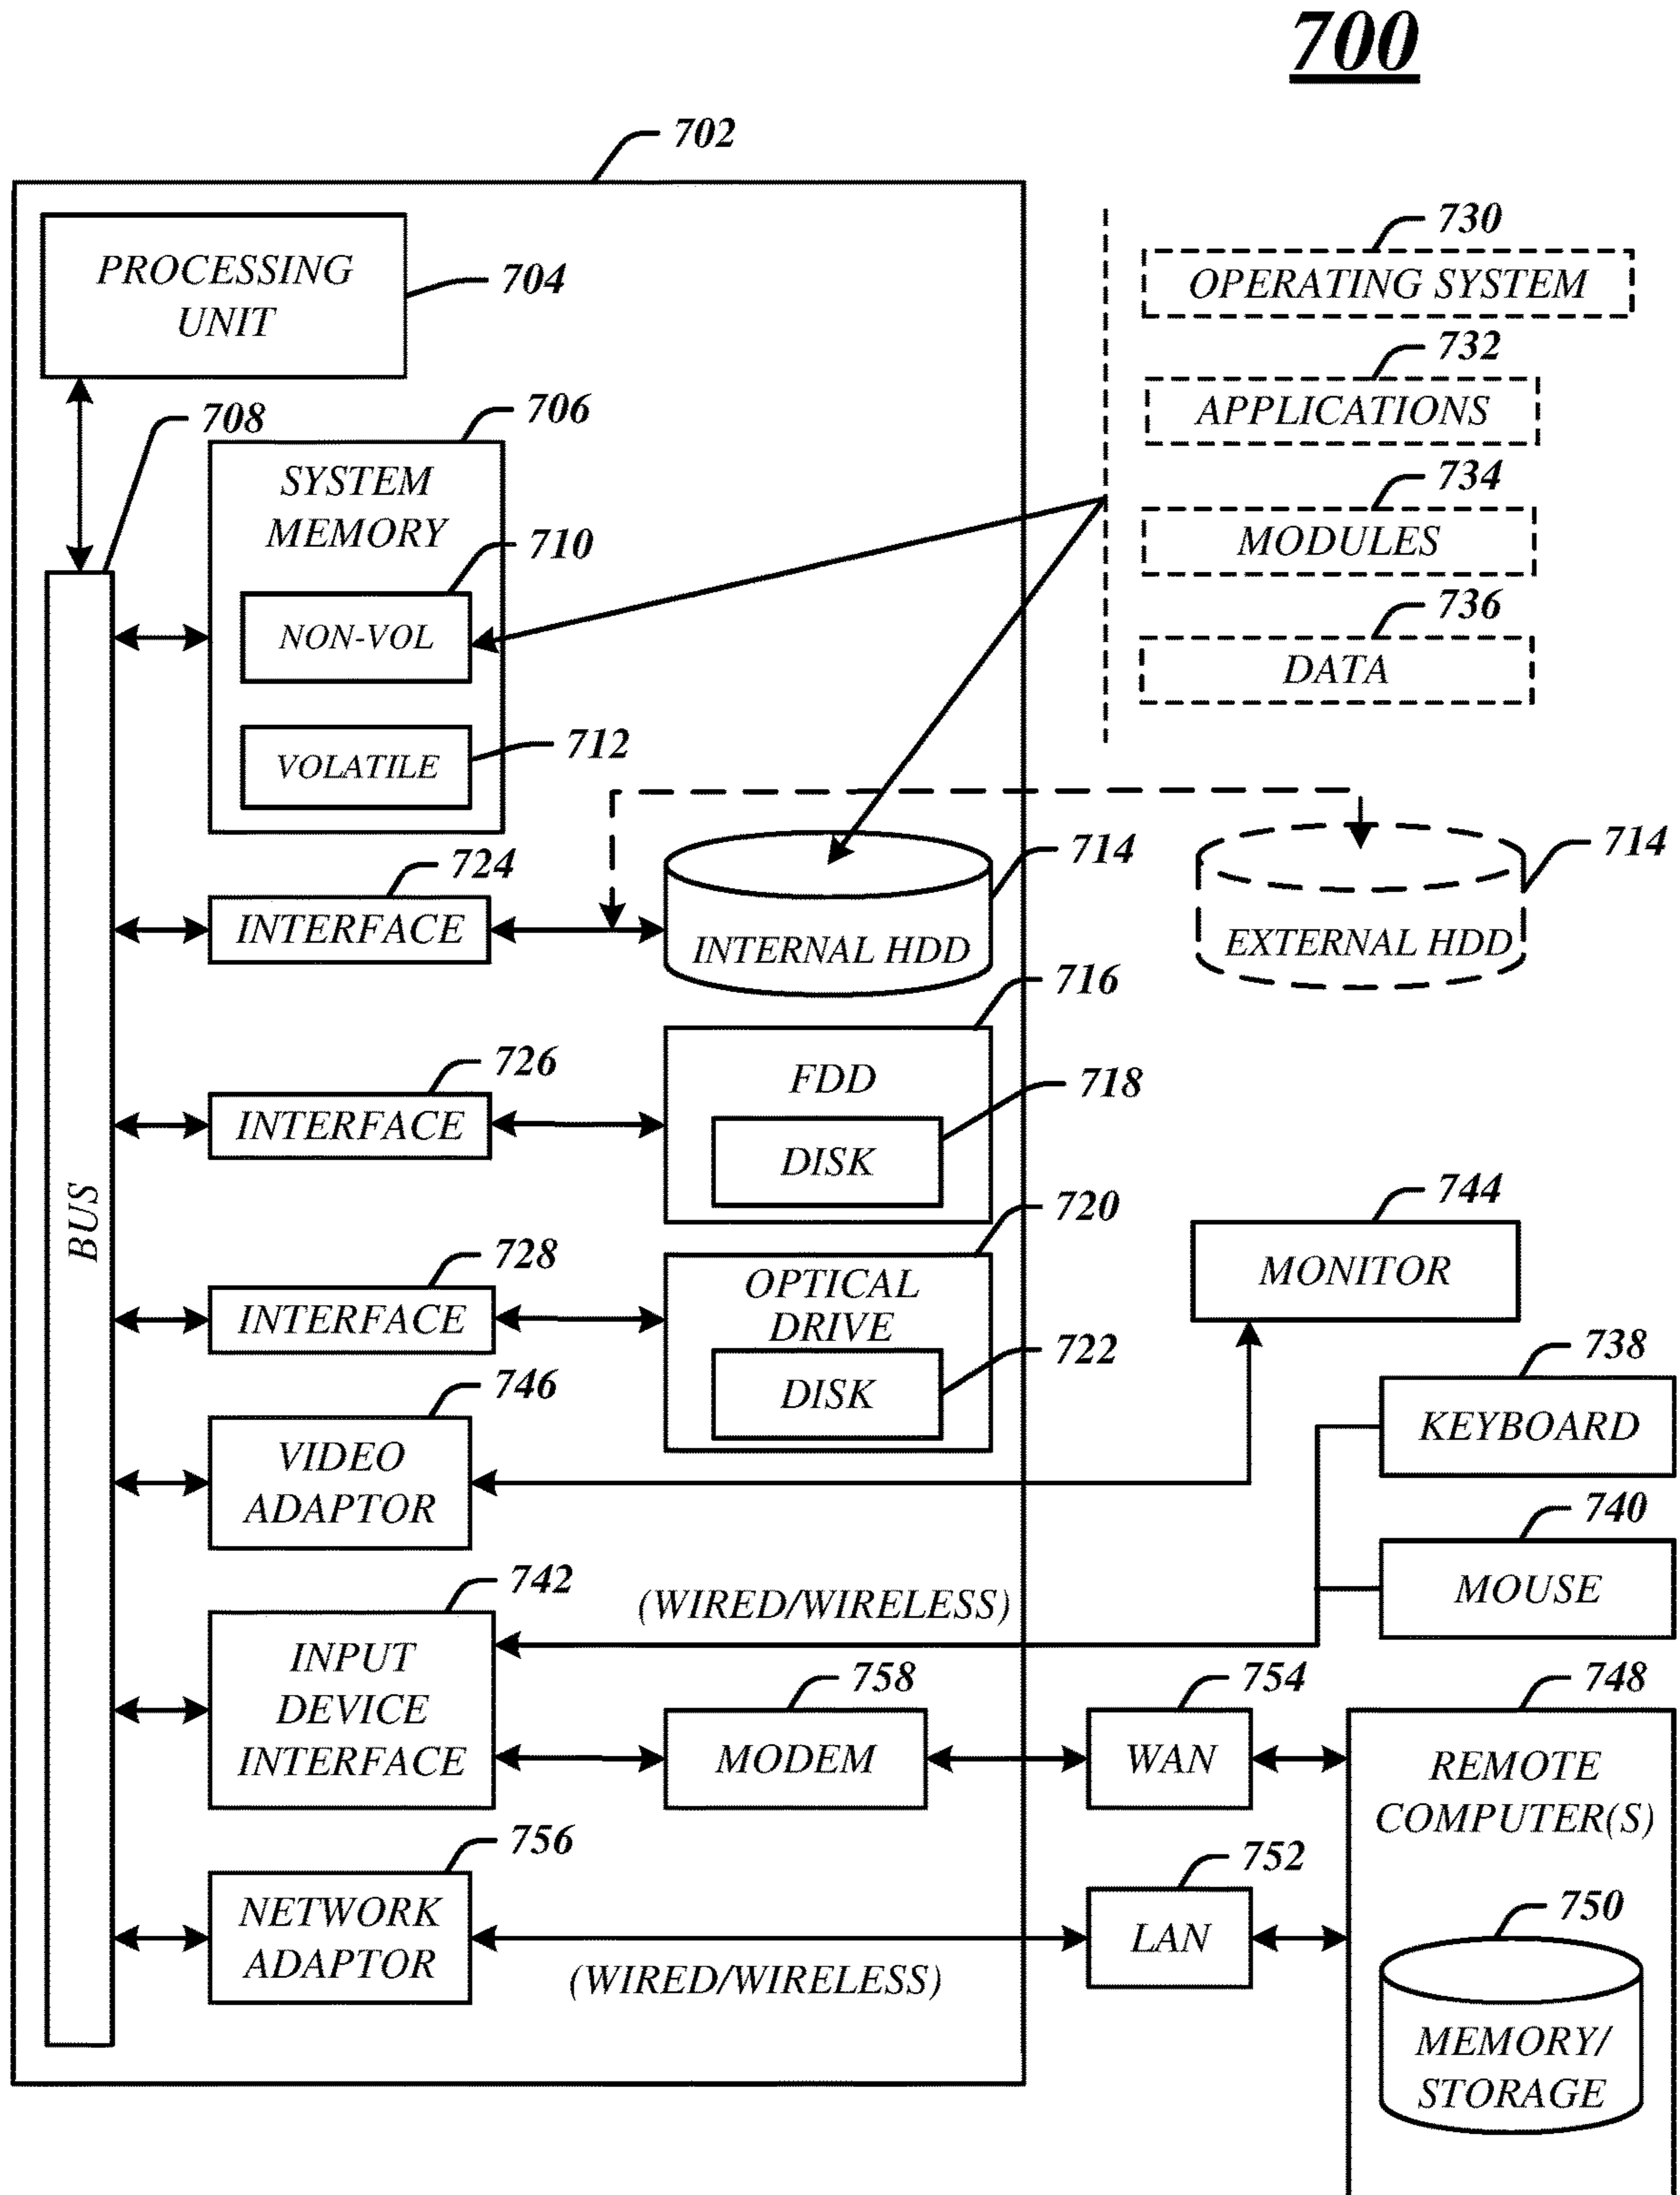 700
702
PROCESSING
UNIT
704
730
OPERATING SYSTEM
732
APPLICATIONS
734
MODULES
736
DATA
708
706
SYSTEM
MEMORY
710
NON-VOL
712
VOLATILE
724
INTERFACE
714
INTERNAL HDD
714
EXTERNAL HDD
716
726
INTERFACE
FDD
718
DISK
BUS
720
728
INTERFACE
OPTICAL
DRIVE
722
DISK
744
MONITOR
738
KEYBOARD
746
VIDEO
ADAPTOR
740
MOUSE
742
(WIRED/WIRELESS)
INPUT
DEVICE
INTERFACE
758
MODEM
754
WAN
748
REMOTE
COMPUTER(S)
756
NETWORK
ADAPTOR
(WIRED/WIRELESS)
752
LAN
750
MEMORY/
STORAGE